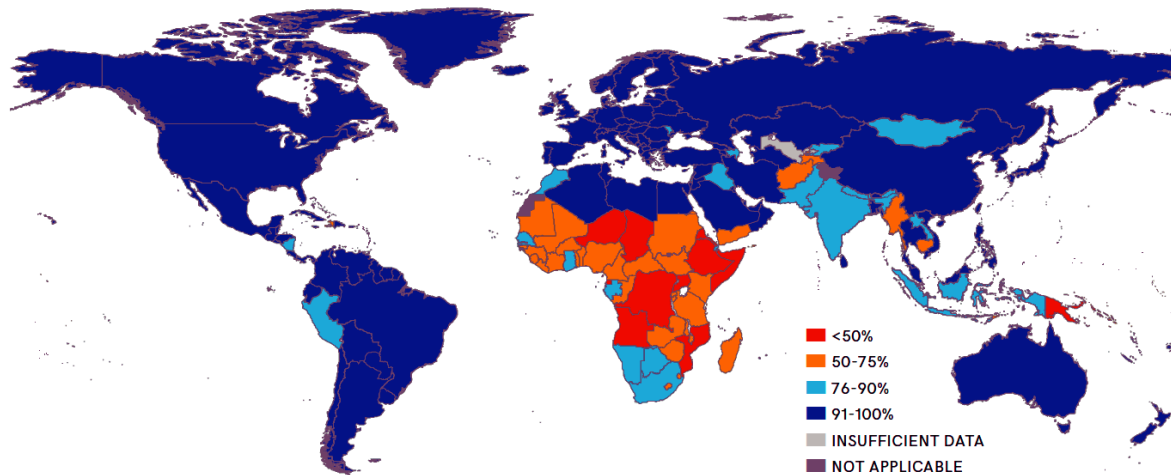 <50%
50-75%
76-90%
91-100%
INSUFFICIENT DATA
NOT APPLICABLE